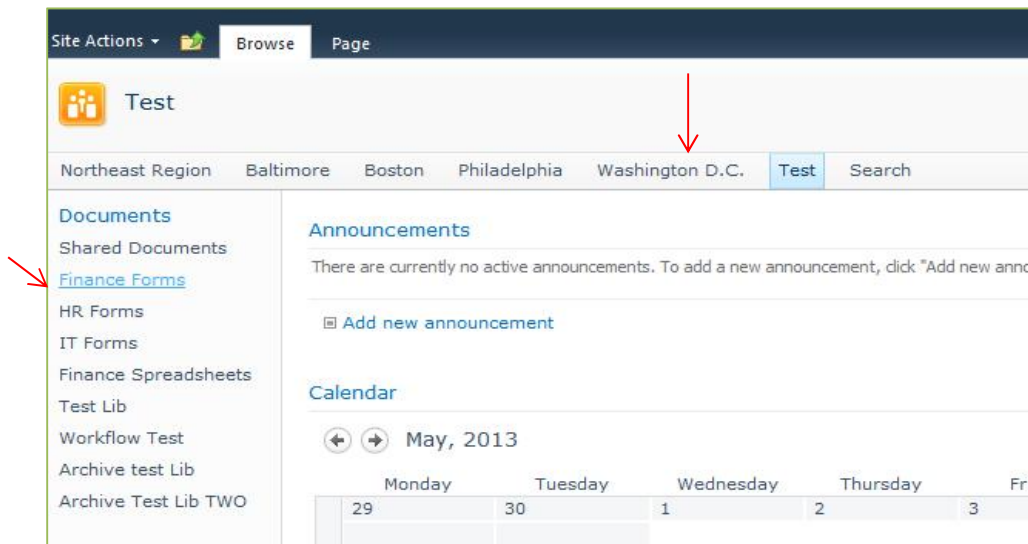 Site Actions Browse Page
Test
Northeast Region Baltimore Boston Philadelphia Washington D.C. Test Search
Documents
Shared Documents
Finance Forms
HR Forms
IT Forms
Finance Spreadsheets
Test Lib
Workflow Test
Archive test Lib
Archive Test Lib TWO
Announcements
There are currently no active announcements. To add a new announcement, click "Add new anno
Add new announcement
Calendar
May, 2013
Monday Tuesday Wednesday Thursday Fr
29 30 1 2 3